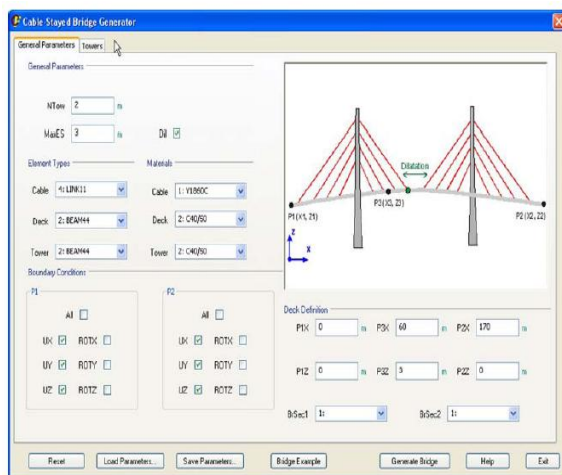 Cable-Stayed Bridge Generator
General Parameters Towers
General Parameters
NTow 2 m
MaxES 3 m Dil
Element Types Materials
Cable 4: LINK11 Cable 1: Y1860C
Deck 2: BEAM44 Deck 2: C40/50
Tower 2: BEAM44 Tower 2: C40/50
Boundary Conditions
P1 P2
All All
UX ROTX UX ROTX
UY ROTY UY ROTY
UZ ROTZ UZ ROTZ
Dilatation
P1(X1, Z1) P3(X3, Z3) P2 (X2, Z2)
Z
X
Deck Definition
P1X 0 m P3X 60 m P2X 170 m
P1Z 0 m P3Z 3 m P2Z 0 m
BrSec1 1: BrSec2 1:
Reset Load Parameters... Save Parameters... Bridge Example Generate Bridge Help Exit